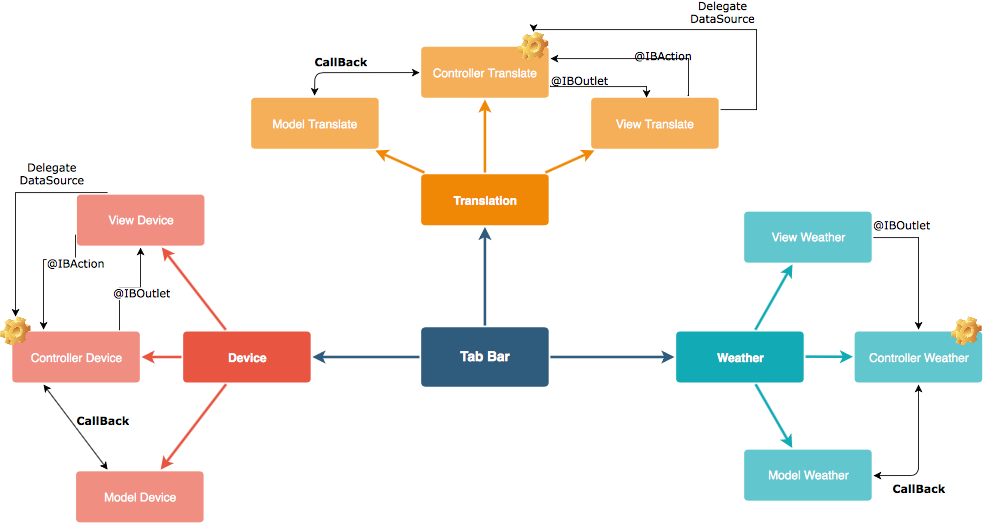 Delegate
DataSource
@IBAction
CallBack
Controller Translate
@IBOutlet
Model Translate
View Translate
Delegate
DataSource
Translation
View Device
@IBOutlet
View Weather
@IBAction
@IBOutlet
Controller Device
Device
Tab Bar
Weather
Controller Weather
CallBack
Model Weather
CallBack
Model Device